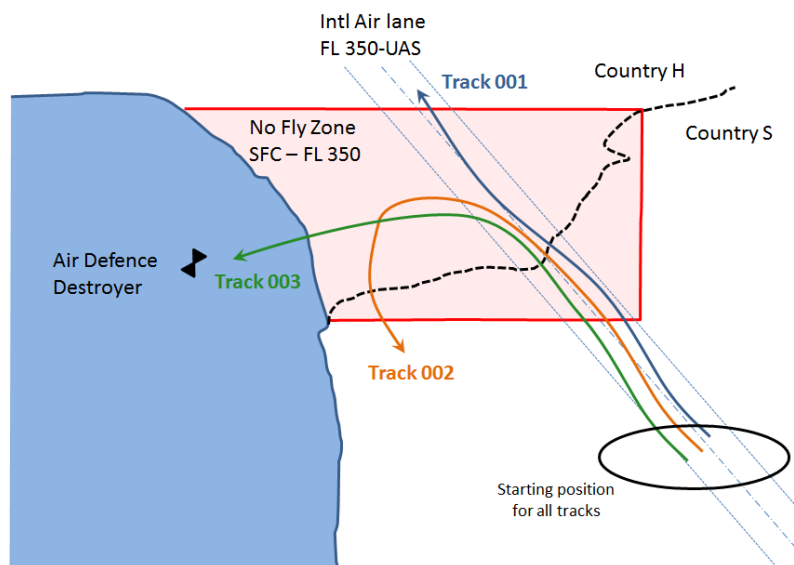 Intl Air lane
FL 350-UAS
Track 001
Country H
Country S
No Fly Zone
SFC – FL 350
Air Defence
Destroyer
Track 003
Track 002
Starting position
for all tracks